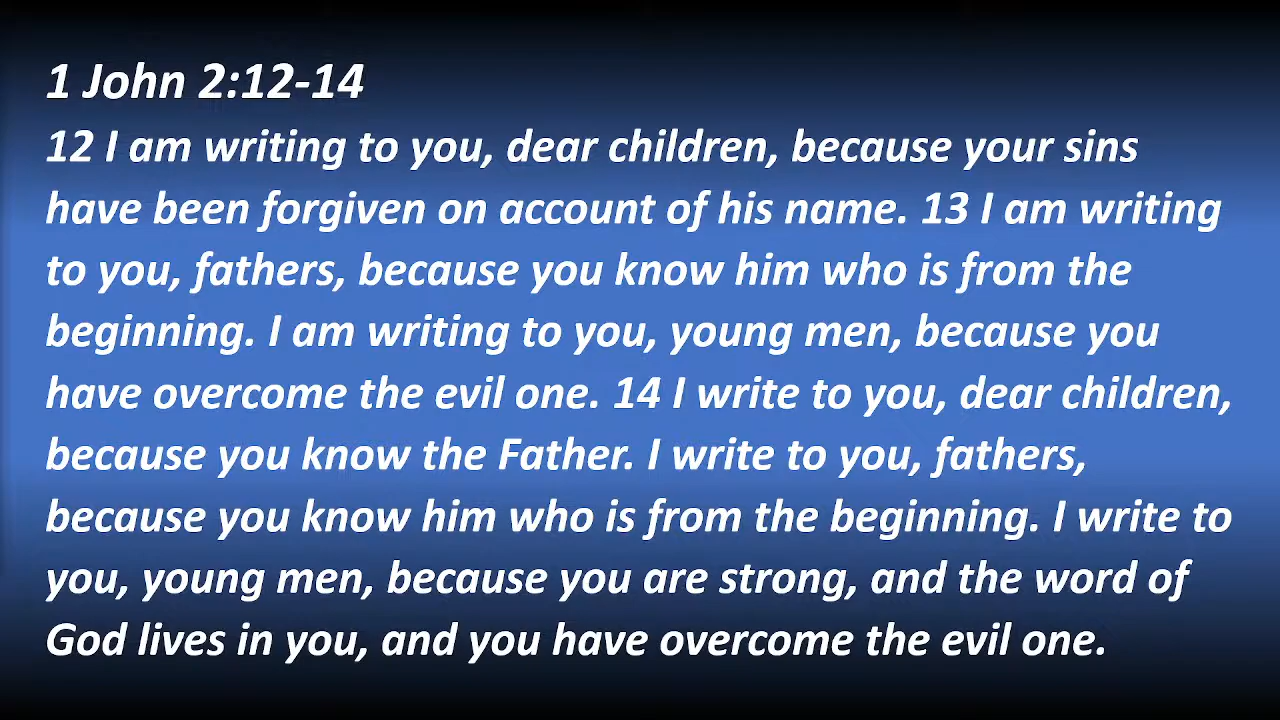 1 John 2:12-14
12 I am writing to you, dear children, because your sins
have been forgiven on account of his name. 13 I am writing
to you, fathers, because you know him who is from the
beginning. I am writing to you, young men, because you
have overcome the evil one. 14 I write to you, dear children,
because you know the Father. I write to you, fathers,
because you know him who is from the beginning. I write to
you, young men, because you are strong, and the word of
God lives in you, and you have overcome the evil one.